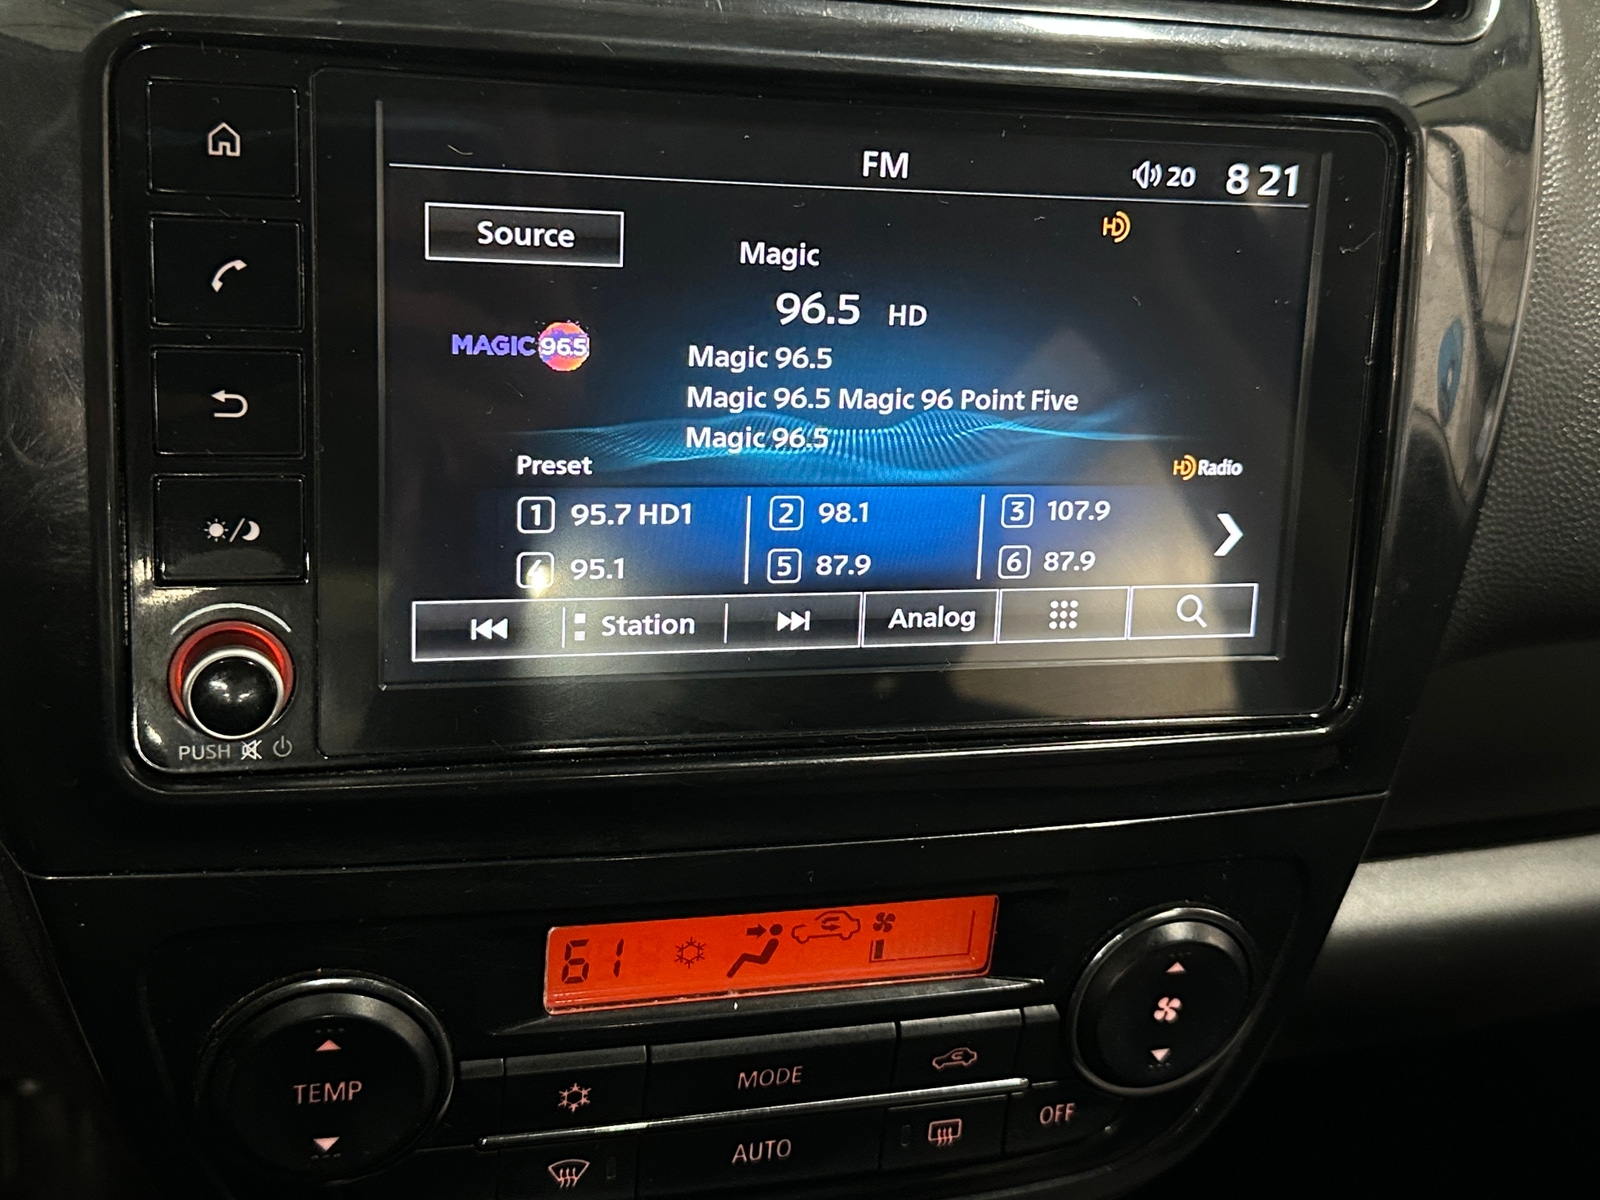 FM
20 8 21
Source
Magic
96.5 HD
MAGIC 96.5
Magic 96.5
Magic 96.5 Magic 96 Point Five
Magic 96.5
Preset
HD Radio
1 95.7 HD1 2 98.1 3 107.9
4 95.1 5 87.9 6 87.9
Station Analog
PUSH
61
TEMP
MODE
AUTO
OFF